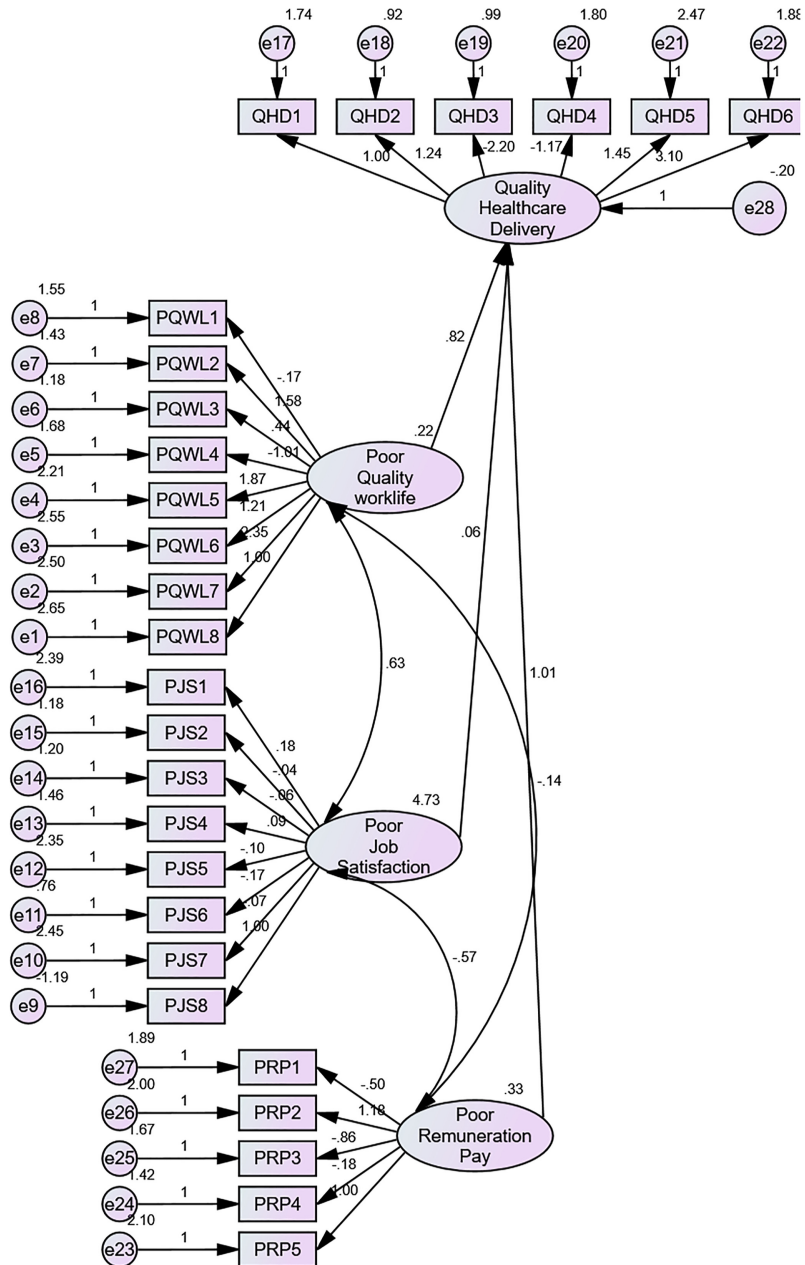 1.74 .92 .99 1.80 2.47 1.88
e17 e18 e19 e20 e21 e22
1 1 1 1 1 1
QHD1 QHD2 QHD3 QHD4 QHD5 QHD6
1.00 1.24 -2.20 -1.17 1.45 3.10
-.20
Quality
Healthcare
Delivery
1
e28
1.55
e8 1 PQWL1
1.43
e7 1 PQWL2
1.18
e6 1 PQWL3
1.68
e5 1 PQWL4
2.21
e4 1 PQWL5
2.55
e3 1 PQWL6
2.50
e2 1 PQWL7
2.65
e1 1 PQWL8
-.17
1.58
.44
-1.01
1.87
1.21
2.35
1.00
.22
Poor
Quality
worklife
.82
.06
.63
1.01
-.14
2.39
e16 1 PJS1
1.18
e15 1 PJS2
1.20
e14 1 PJS3
1.46
e13 1 PJS4
2.35
e12 1 PJS5
.76
e11 1 PJS6
2.45
e10 1 PJS7
-1.19
e9 1 PJS8
.18
-.04
-.06
.09
-.10
-.17
.07
1.00
4.73
Poor
Job
Satisfaction
-.57
1.89
e27 1 PRP1
2.00
e26 1 PRP2
1.67
e25 1 PRP3
1.42
e24 1 PRP4
2.10
e23 1 PRP5
-.50
1.18
-.86
-.18
1.00
.33
Poor
Remuneration
Pay